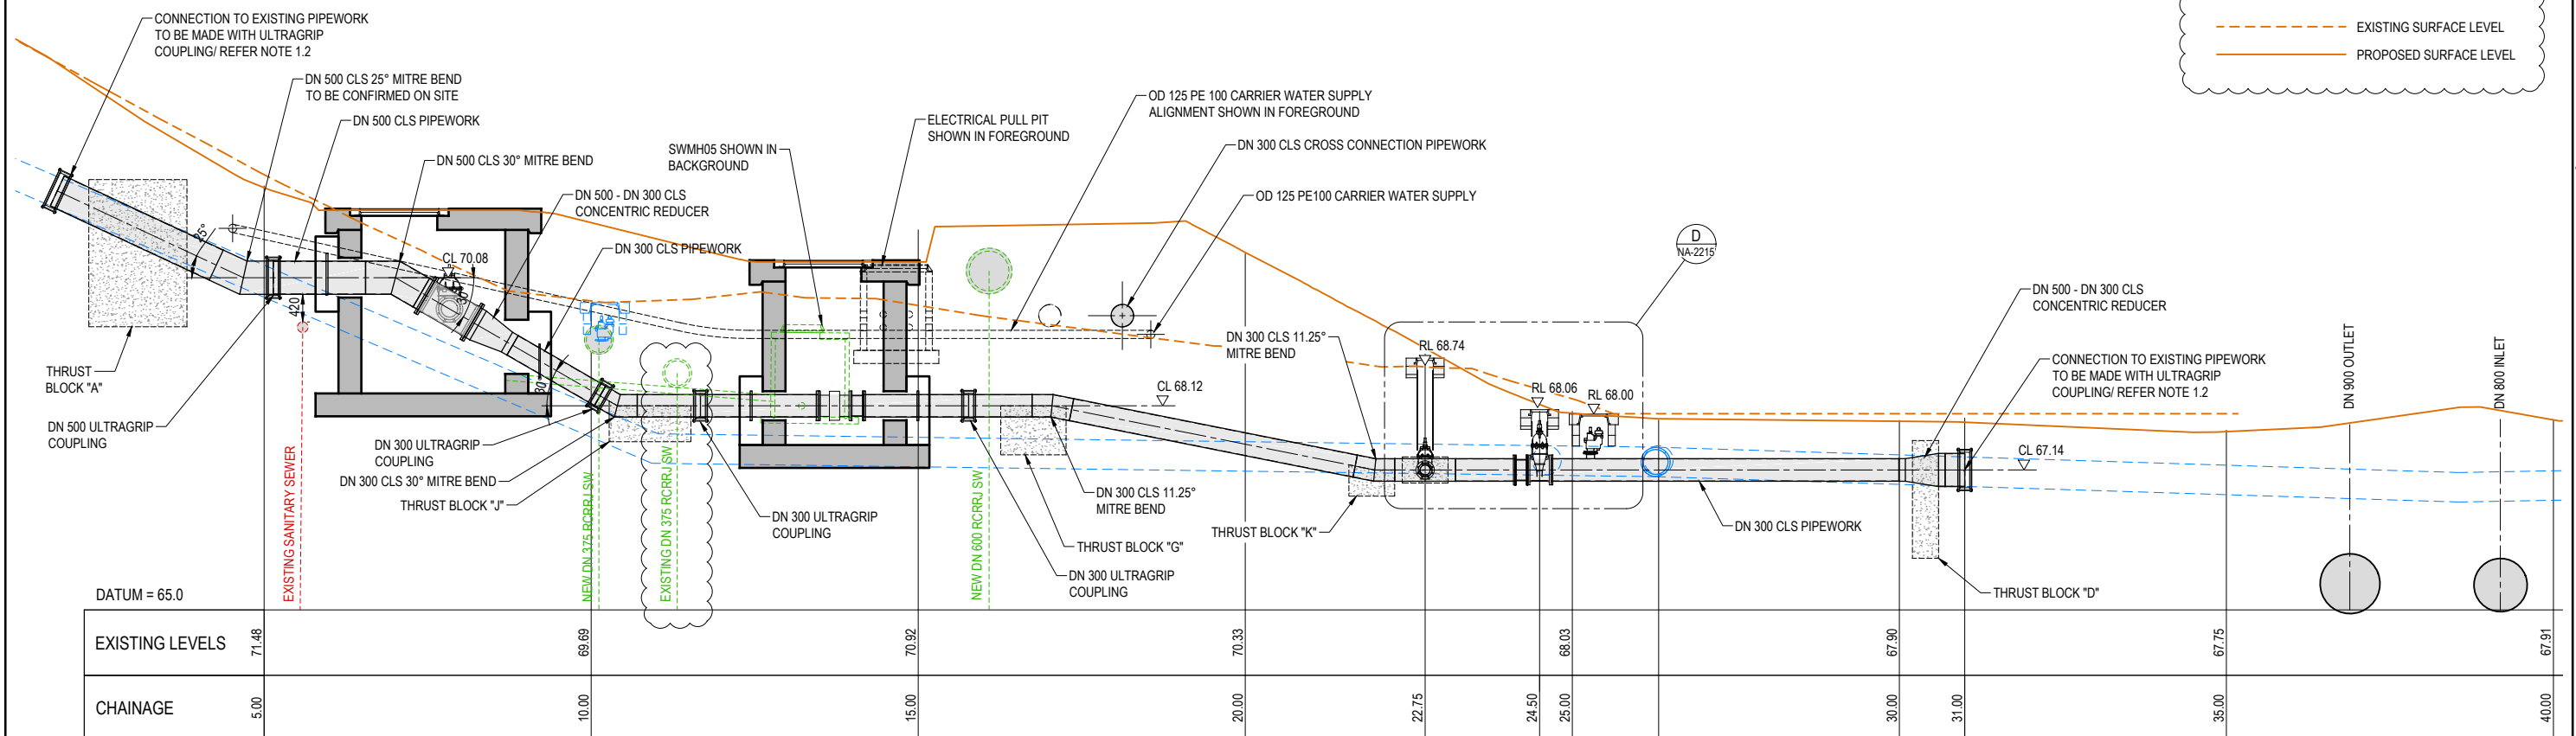 CONNECTION TO EXISTING PIPEWORK
TO BE MADE WITH ULTRAGRIP
COUPLING/ REFER NOTE 1.2
EXISTING SURFACE LEVEL
PROPOSED SURFACE LEVEL
DN 500 CLS 25° MITRE BEND
TO BE CONFIRMED ON SITE
DN 500 CLS PIPEWORK
DN 500 CLS 30° MITRE BEND
DN 500 - DN 300 CLS
CONCENTRIC REDUCER
DN 300 CLS PIPEWORK
SWMH05 SHOWN IN
BACKGROUND
ELECTRICAL PULL PIT
SHOWN IN FOREGROUND
OD 125 PE 100 CARRIER WATER SUPPLY
ALIGNMENT SHOWN IN FOREGROUND
DN 300 CLS CROSS CONNECTION PIPEWORK
OD 125 PE100 CARRIER WATER SUPPLY
D
NA-2215
25°
CL 70.08
30°
420
30°
THRUST
BLOCK "A"
DN 500 ULTRAGRIP
COUPLING
EXISTING SANITARY SEWER
DN 300 ULTRAGRIP
COUPLING
DN 300 CLS 30° MITRE BEND
THRUST BLOCK "J"
NEW DN 375 RCRRJ SW
EXISTING DN 375 RCRRJ SW
DN 300 ULTRAGRIP
COUPLING
NEW DN 600 RCRRJ SW
CL 68.12
DN 300 CLS 11.25°
MITRE BEND
DN 300 CLS 11.25°
MITRE BEND
THRUST BLOCK "G"
DN 300 ULTRAGRIP
COUPLING
THRUST BLOCK "K"
RL 68.74
RL 68.06
RL 68.00
DN 300 CLS PIPEWORK
DN 500 - DN 300 CLS
CONCENTRIC REDUCER
CONNECTION TO EXISTING PIPEWORK
TO BE MADE WITH ULTRAGRIP
COUPLING/ REFER NOTE 1.2
CL 67.14
THRUST BLOCK "D"
DN 900 OUTLET
DN 800 INLET
DATUM = 65.0
EXISTING LEVELS
71.48
69.69
70.92
70.33
68.03
67.90
67.75
67.91
CHAINAGE
5.00
10.00
15.00
20.00
22.75
24.50
25.00
30.00
31.00
35.00
40.00